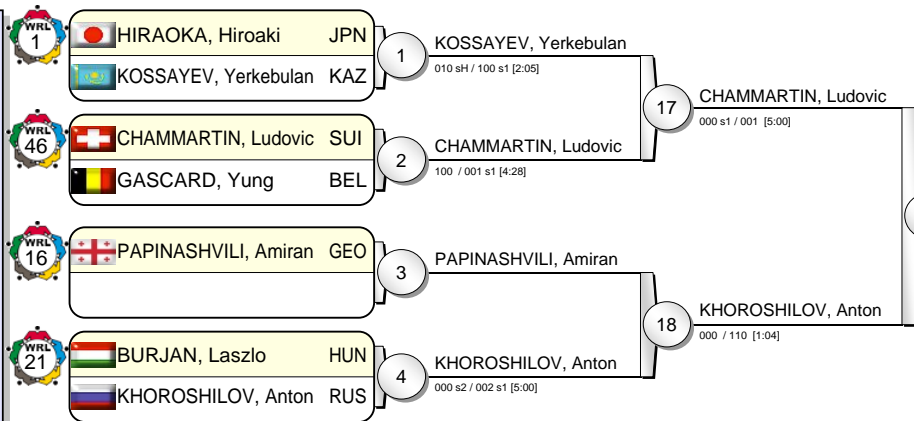 WRL
1
HIRAOKA, Hiroaki JPN
KOSSAYEV, Yerkebulan KAZ
1
KOSSAYEV, Yerkebulan
010 sH / 100 s1 [2:05]
WRL
46
CHAMMARTIN, Ludovic SUI
GASCARD, Yung BEL
2
CHAMMARTIN, Ludovic
100 / 001 s1 [4:28]
17
CHAMMARTIN, Ludovic
000 s1 / 001 [5:00]
WRL
16
PAPINASHVILI, Amiran GEO
3
PAPINASHVILI, Amiran
WRL
21
BURJAN, Laszlo HUN
KHOROSHILOV, Anton RUS
4
KHOROSHILOV, Anton
000 s2 / 002 s1 [5:00]
18
KHOROSHILOV, Anton
000 / 110 [1:04]